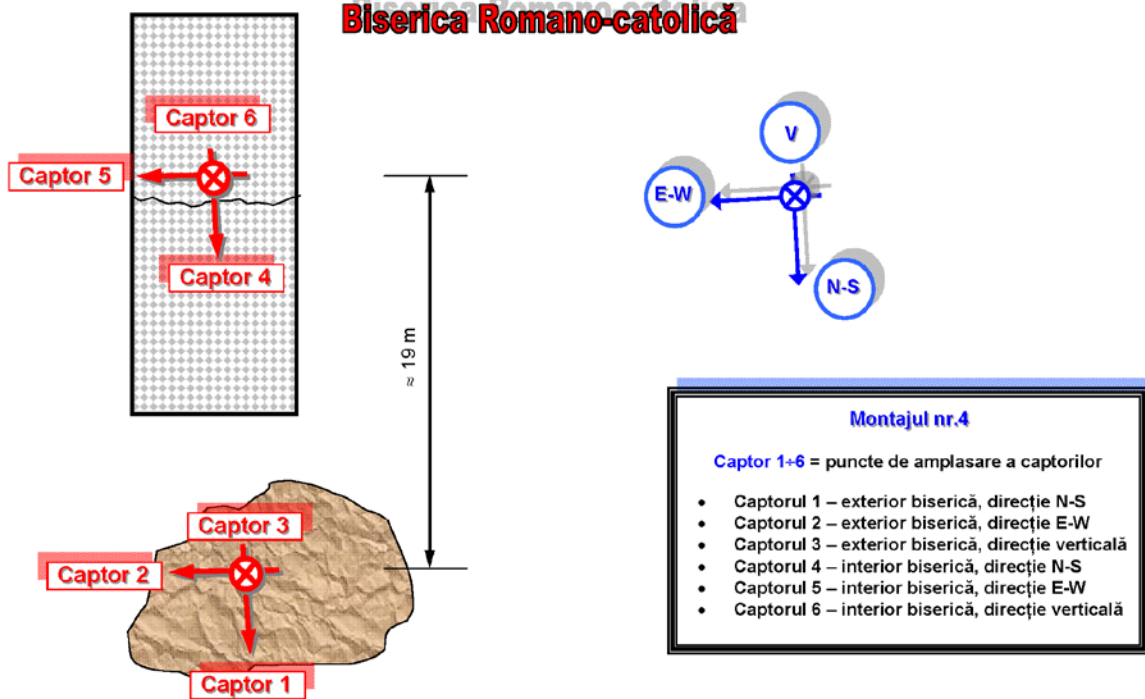 Biserica Romano-catolică
Captor 6
Captor 5
Captor 4
≈ 19 m
Captor 3
Captor 2
Captor 1
V
E-W
N-S
Montajul nr.4
Captor 1÷6 = puncte de amplasare a captorilor
• Captorul 1 – exterior biserică, direcție N-S
• Captorul 2 – exterior biserică, direcție E-W
• Captorul 3 – exterior biserică, direcție verticală
• Captorul 4 – interior biserică, direcție N-S
• Captorul 5 – interior biserică, direcție E-W
• Captorul 6 – interior biserică, direcție verticală